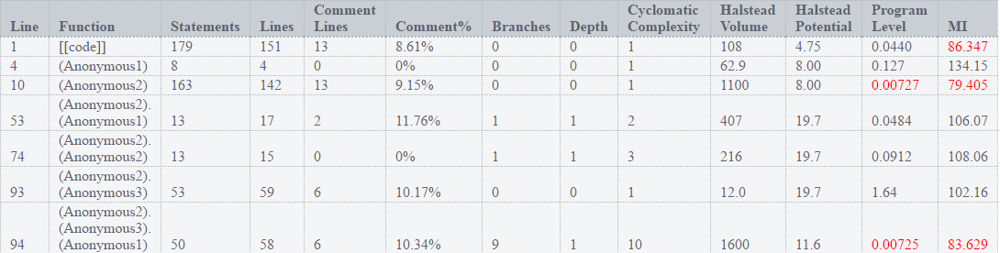 Line Function Statements Lines Comment Lines Comment% Branches Depth Cyclomatic Complexity Halstead Volume Halstead Potential Program Level MI
1 [[code]] 179 151 13 8.61% 0 0 1 108 4.75 0.0440 86.347
4 (Anonymous1) 8 4 0 0% 0 0 1 62.9 8.00 0.127 134.15
10 (Anonymous2) 163 142 13 9.15% 0 0 1 1100 8.00 0.00727 79.405
(Anonymous2).
53 (Anonymous1) 13 17 2 11.76% 1 1 2 407 19.7 0.0484 106.07
(Anonymous2).
74 (Anonymous2) 13 15 0 0% 1 1 3 216 19.7 0.0912 108.06
(Anonymous2).
93 (Anonymous3) 53 59 6 10.17% 0 0 1 12.0 19.7 1.64 102.16
(Anonymous2).
(Anonymous3).
94 (Anonymous1) 50 58 6 10.34% 9 1 10 1600 11.6 0.00725 83.629